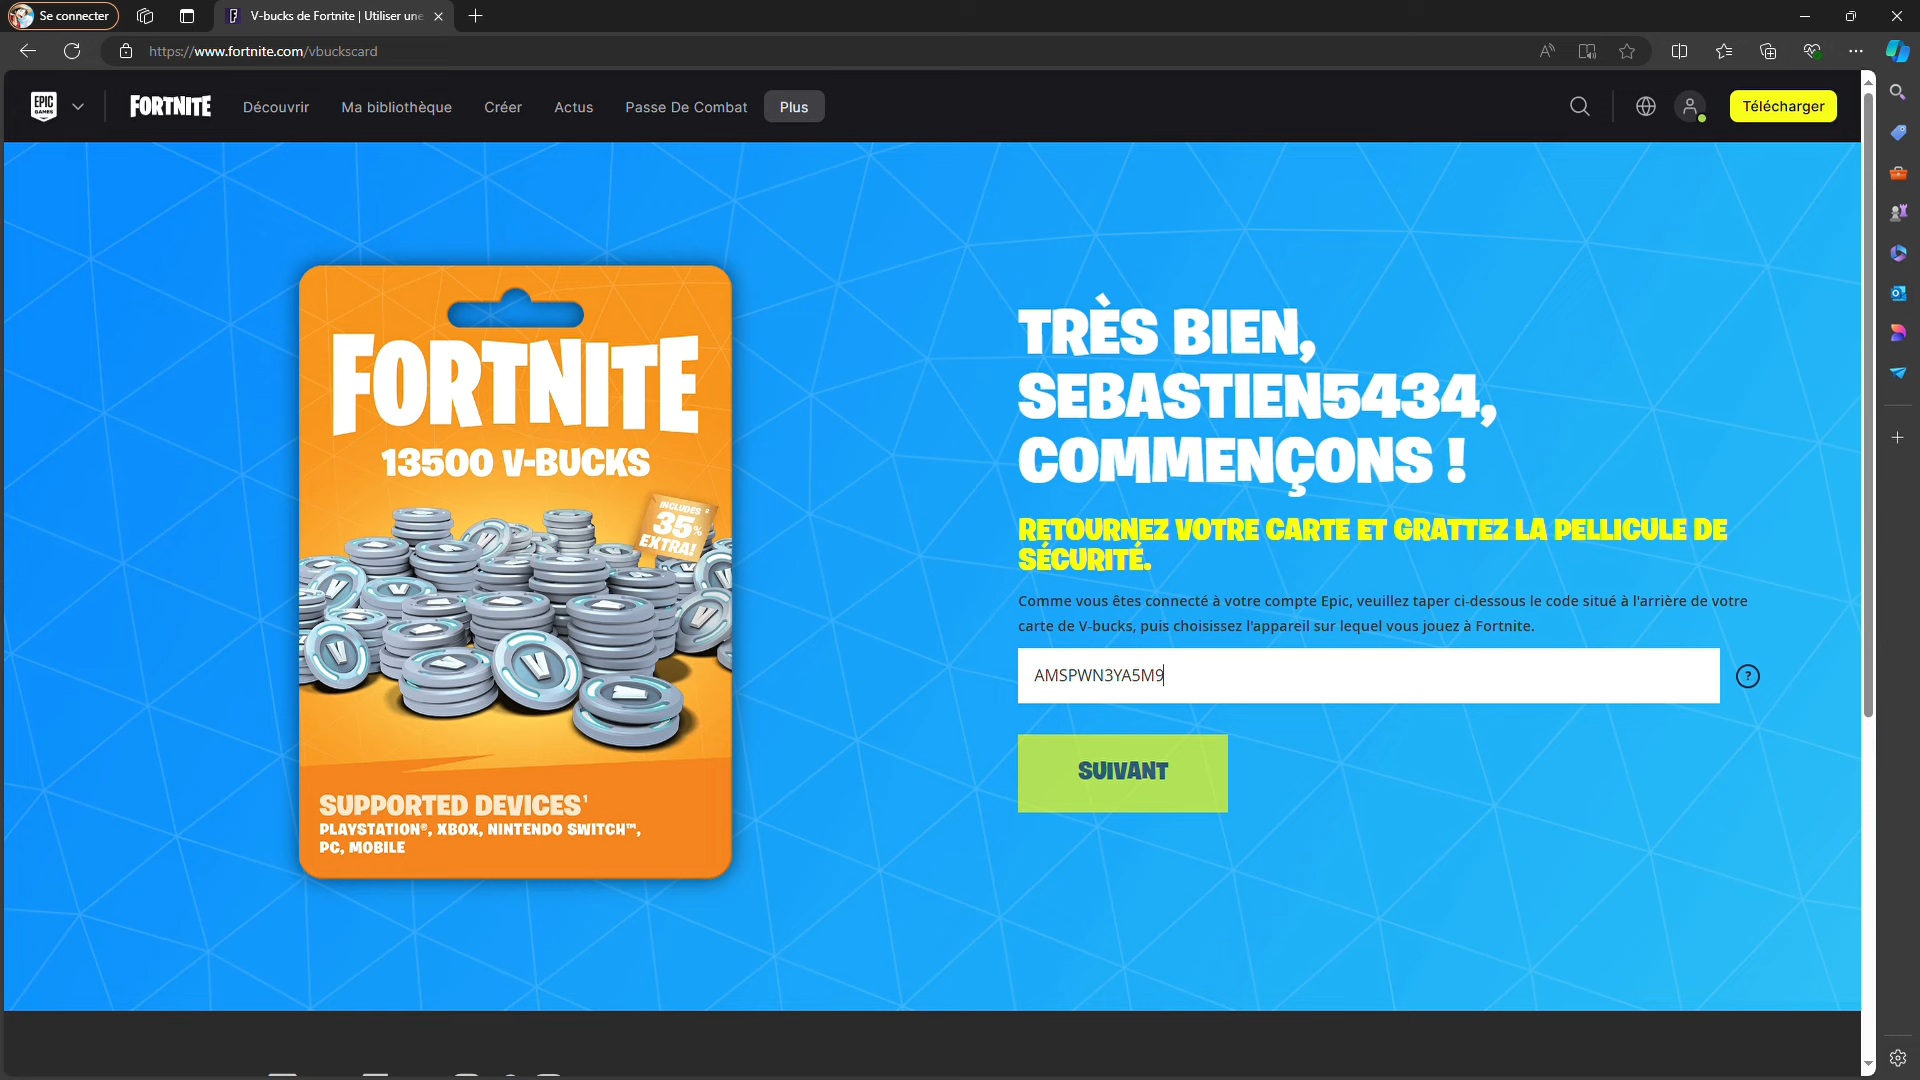 Se connecter
V-bucks de Fortnite | Utiliser une
https://www.fortnite.com/vbuckscard
EPIC
GAMES
FORTNITE
Découvrir
Ma bibliothèque
Créer
Actus
Passe De Combat
Plus
Télécharger
FORTNITE
13500 V-BUCKS
INCLUDES 2
35%
EXTRA!
SUPPORTED DEVICES¹
PLAYSTATION®, XBOX, NINTENDO SWITCH™,
PC, MOBILE
TRÈS BIEN,
SEBASTIEN5434,
COMMENÇONS !
RETOURNEZ VOTRE CARTE ET GRATTEZ LA PELLICULE DE
SÉCURITÉ.
Comme vous êtes connecté à votre compte Epic, veuillez taper ci-dessous le code situé à l'arrière de votre
carte de V-bucks, puis choisissez l'appareil sur lequel vous jouez à Fortnite.
AMSPWN3YA5M9
?
SUIVANT